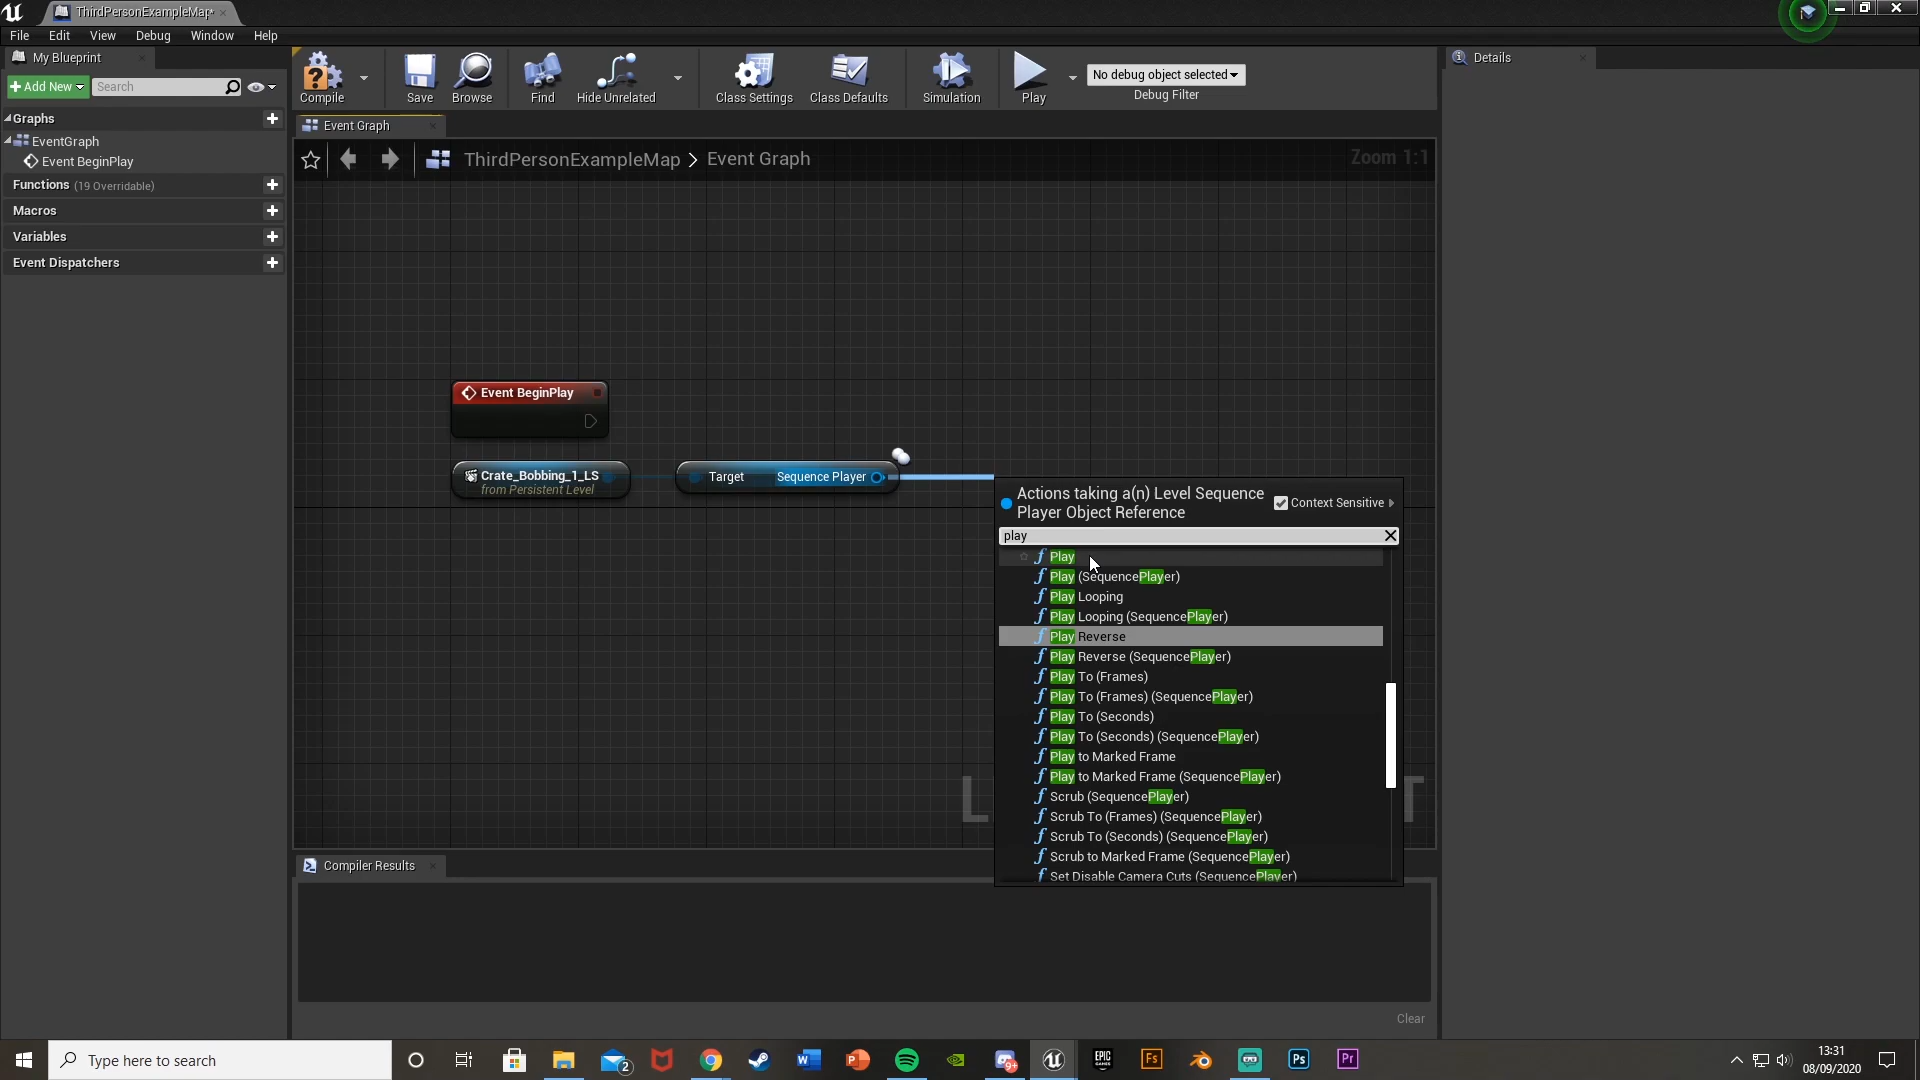 ThirdPersonExampleMap*
File Edit View Debug Window Help
My Blueprint
Add New Search
Graphs
EventGraph
Event BeginPlay
Functions (19 Overridable)
Macros
Variables
Event Dispatchers
Compile Save Browse Find Hide Unrelated Class Settings Class Defaults Simulation Play
No debug object selected
Debug Filter
Event Graph
ThirdPersonExampleMap > Event Graph
Zoom 1:1
Event BeginPlay
Crate_Bobbing_1_LS
from Persistent Level
Target Sequence Player
Actions taking a(n) Level Sequence
Player Object Reference
Context Sensitive
play
f Play
f Play (SequencePlayer)
f Play Looping
f Play Looping (SequencePlayer)
f Play Reverse
f Play Reverse (SequencePlayer)
f Play To (Frames)
f Play To (Frames) (SequencePlayer)
f Play To (Seconds)
f Play To (Seconds) (SequencePlayer)
f Play to Marked Frame
f Play to Marked Frame (SequencePlayer)
f Scrub (SequencePlayer)
f Scrub To (Frames) (SequencePlayer)
f Scrub To (Seconds) (SequencePlayer)
f Scrub to Marked Frame (SequencePlayer)
f Set Disable Camera Cuts (SequencePlayer)
L T
Compiler Results
Clear
Details
Type here to search
2
W
P
9+
EPIC
GAMES
Fs
Ps
Pr
13:31
08/09/2020